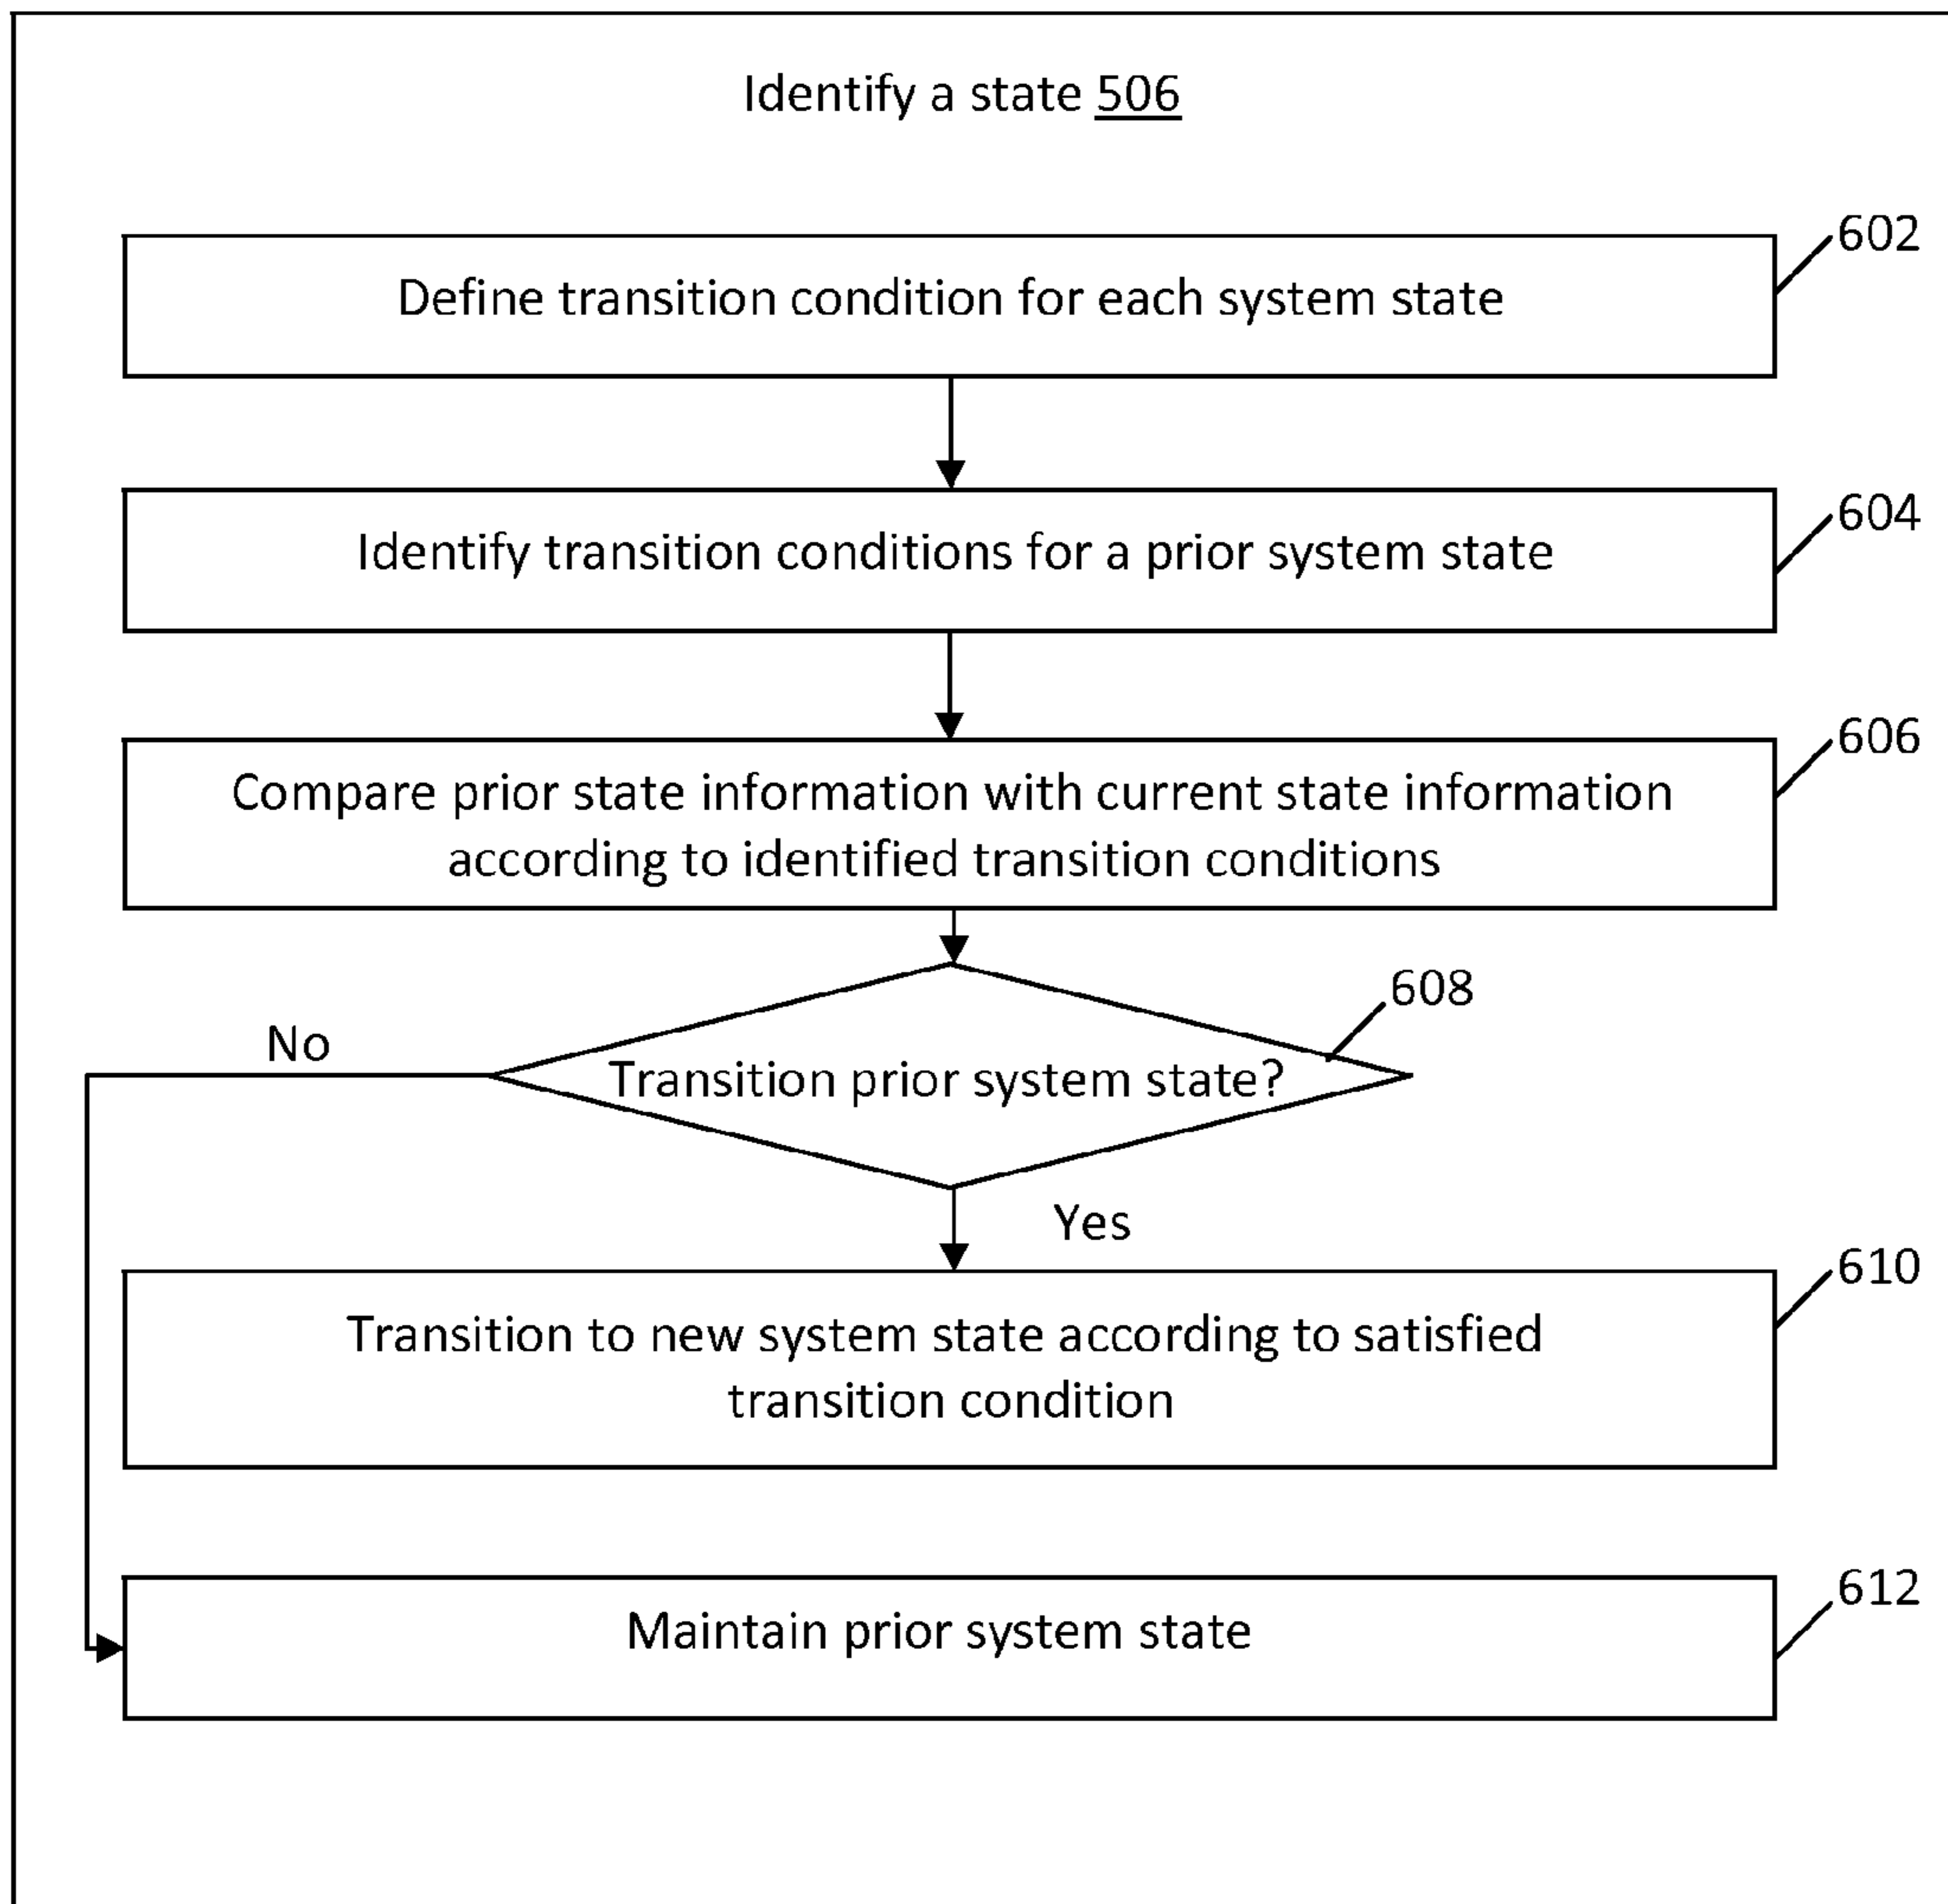 Identify a state 506
602
Define transition condition for each system state
604
Identify transition conditions for a prior system state
606
Compare prior state information with current state information
according to identified transition conditions
608
No
Transition prior system state?
Yes
610
Transition to new system state according to satisfied
transition condition
612
Maintain prior system state